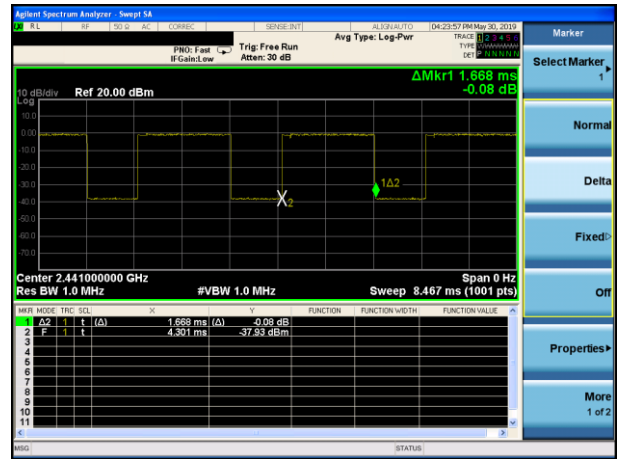 Agilent Spectrum Analyzer - Swept SA
RL RF 50 Ω AC CORREC SENSE:INT ALIGNAUTO 04:23:57 PM May 30, 2019
PNO: Fast Trig: Free Run Avg Type: Log-Pwr TRACE 1 2 3 4 5 6
IFGain:Low Atten: 30 dB TYPE
DET P N N N N N
ΔMkr1 1.668 ms
-0.08 dB
10 dB/div Ref 20.00 dBm
Log
10.0
0.00
-10.0
-20.0
-30.0
1Δ2
-40.0
X2
-50.0
-60.0
-70.0
Center 2.441000000 GHz Span 0 Hz
Res BW 1.0 MHz #VBW 1.0 MHz Sweep 8.467 ms (1001 pts)
MKR MODE TRC SCL X Y FUNCTION FUNCTION WIDTH FUNCTION VALUE
1 Δ2 1 t (Δ) 1.668 ms (Δ) -0.08 dB
2 F 1 t 4.301 ms -37.93 dBm
3
4
5
6
7
8
9
10
11
MSG STATUS
Marker
Select Marker
1
Normal
Delta
Fixed
Off
Properties
More
1 of 2